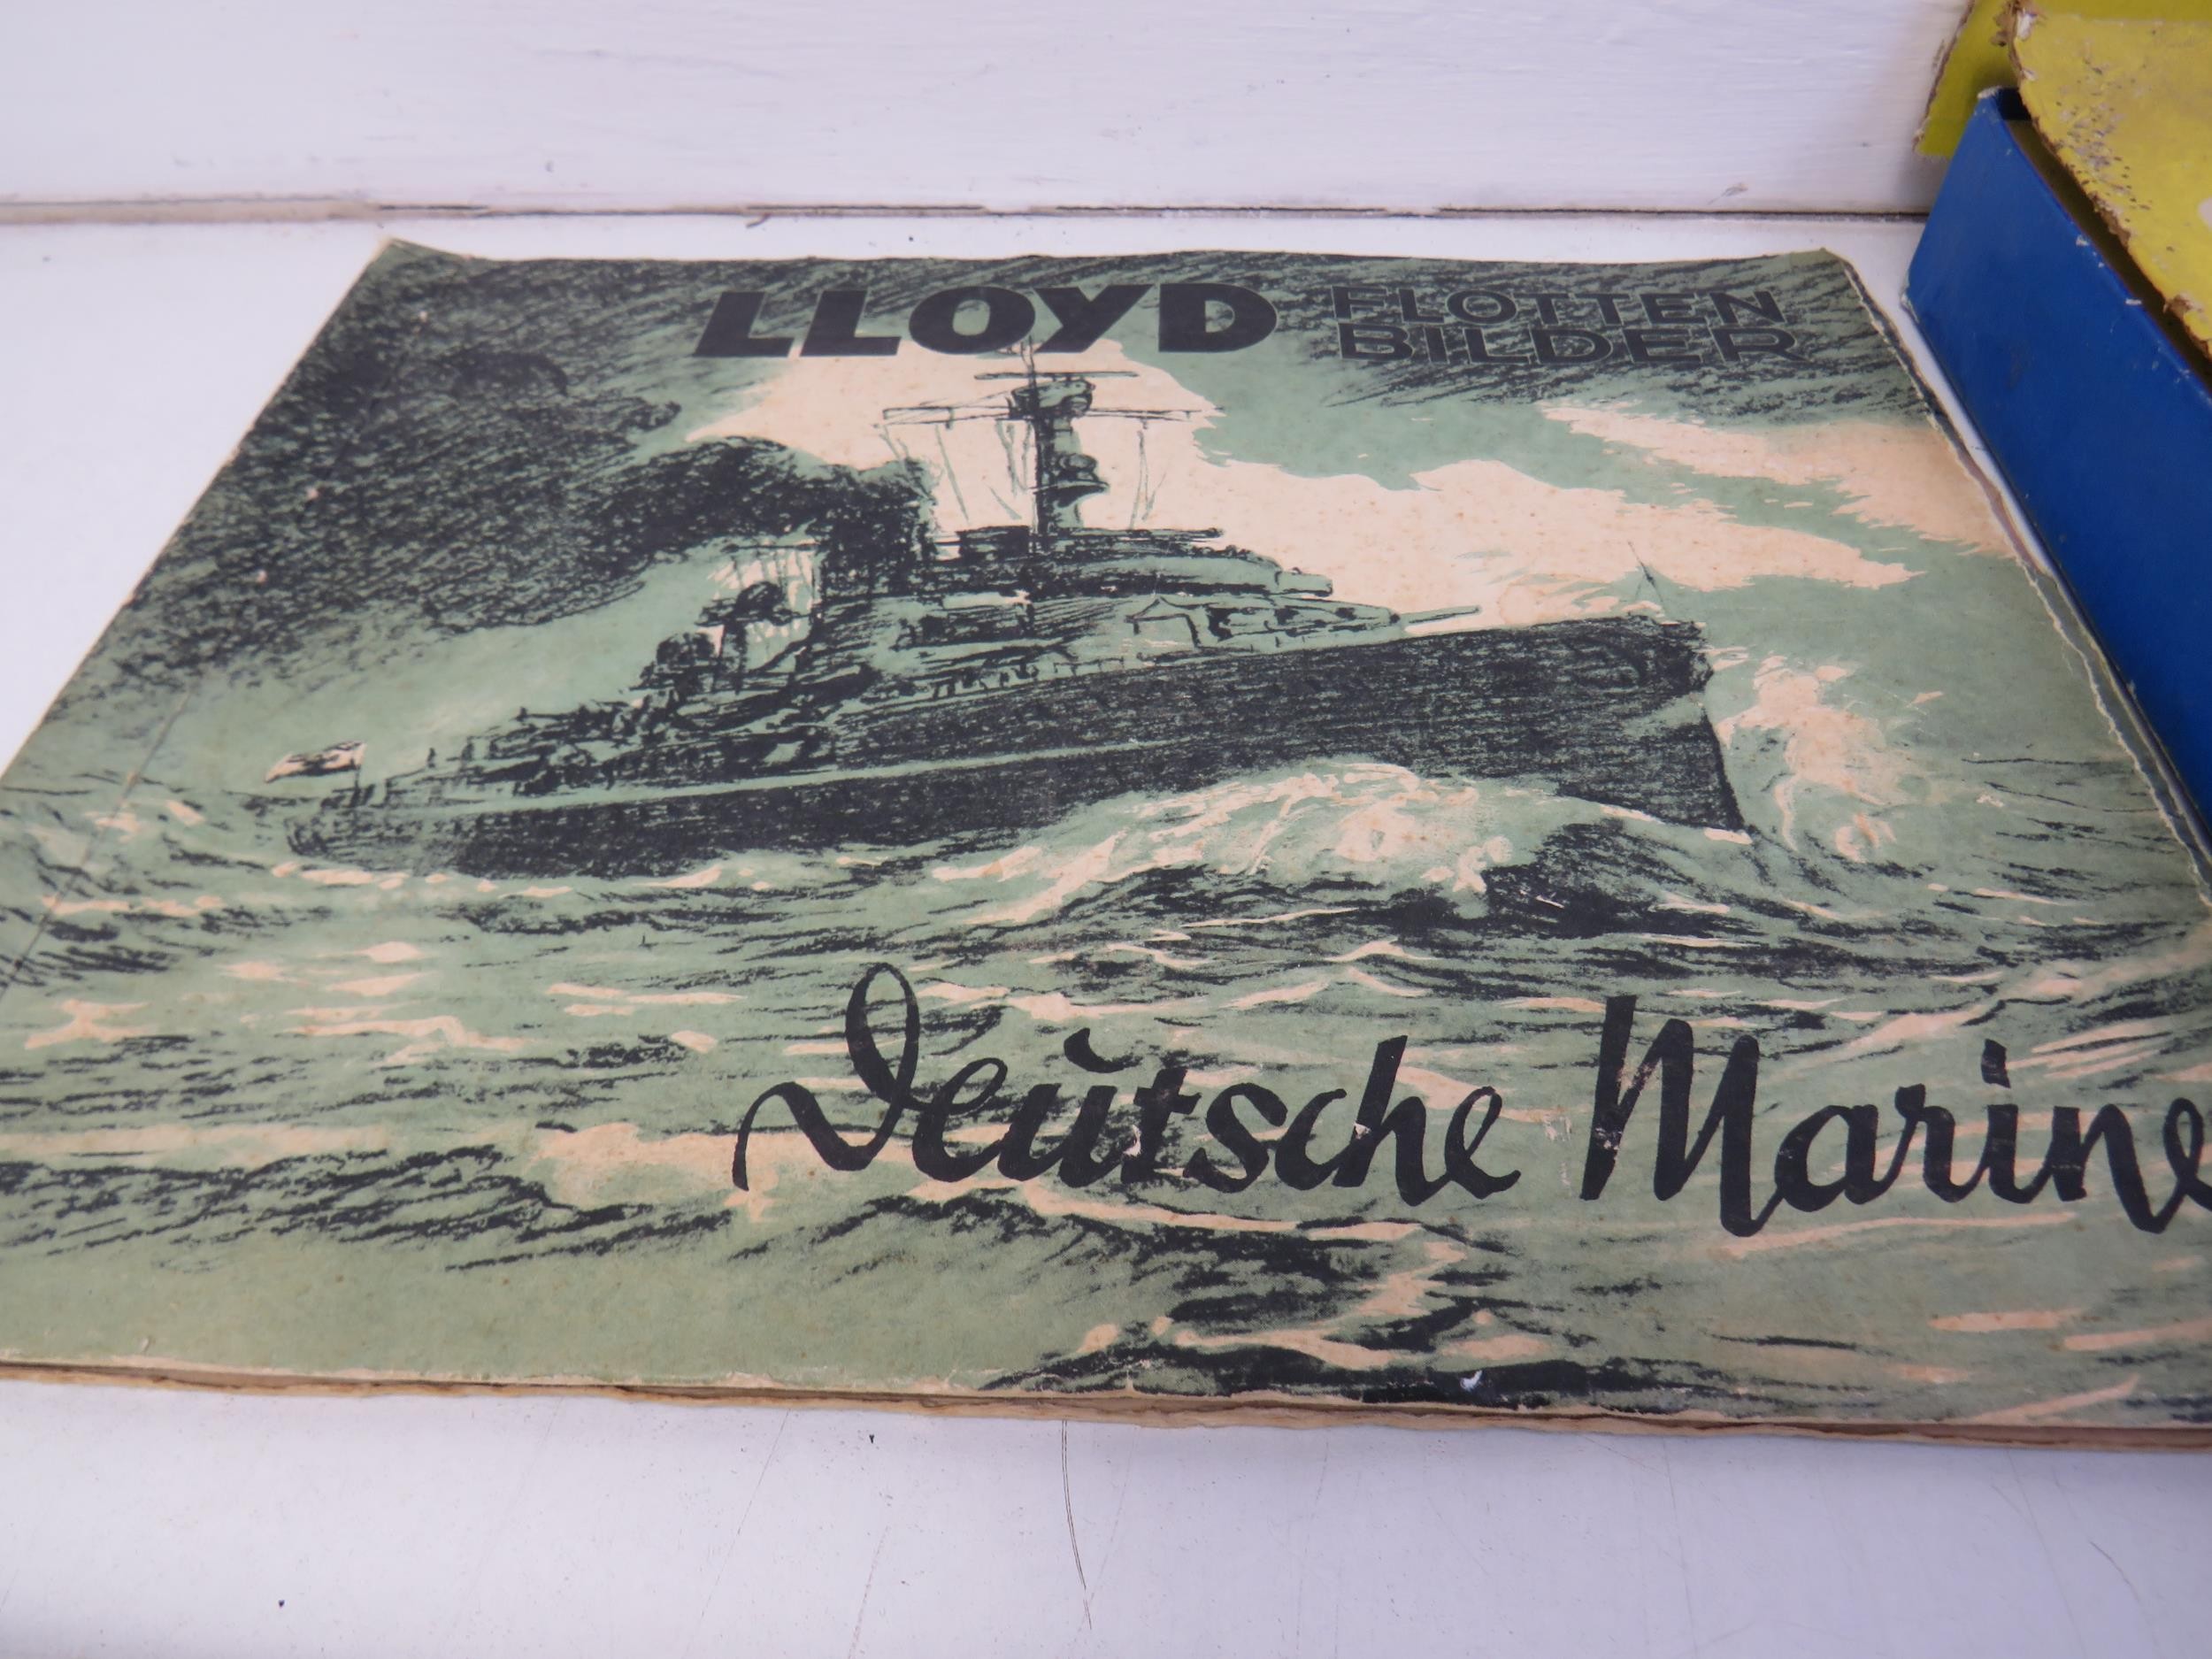 LLOYD
FLOTTEN
BILDER
Deutsche Marine